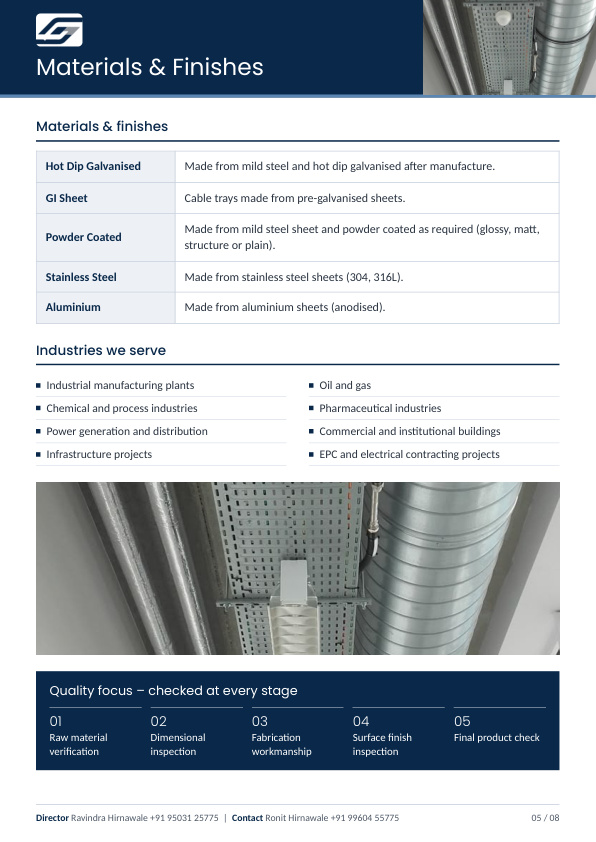 Materials & Finishes
Materials & finishes
Hot Dip Galvanised
Made from mild steel and hot dip galvanised after manufacture.
GI Sheet
Cable trays made from pre-galvanised sheets.
Powder Coated
Made from mild steel sheet and powder coated as required (glossy, matt,
structure or plain).
Stainless Steel
Made from stainless steel sheets (304, 316L).
Aluminium
Made from aluminium sheets (anodised).
Industries we serve
Industrial manufacturing plants
Chemical and process industries
Power generation and distribution
Infrastructure projects
Oil and gas
Pharmaceutical industries
Commercial and institutional buildings
EPC and electrical contracting projects
Quality focus – checked at every stage
01
Raw material
verification
02
Dimensional
inspection
03
Fabrication
workmanship
04
Surface finish
inspection
05
Final product check
Director Ravindra Hirnawale +91 95031 25775 | Contact Ronit Hirnawale +91 99604 55775
05 / 08